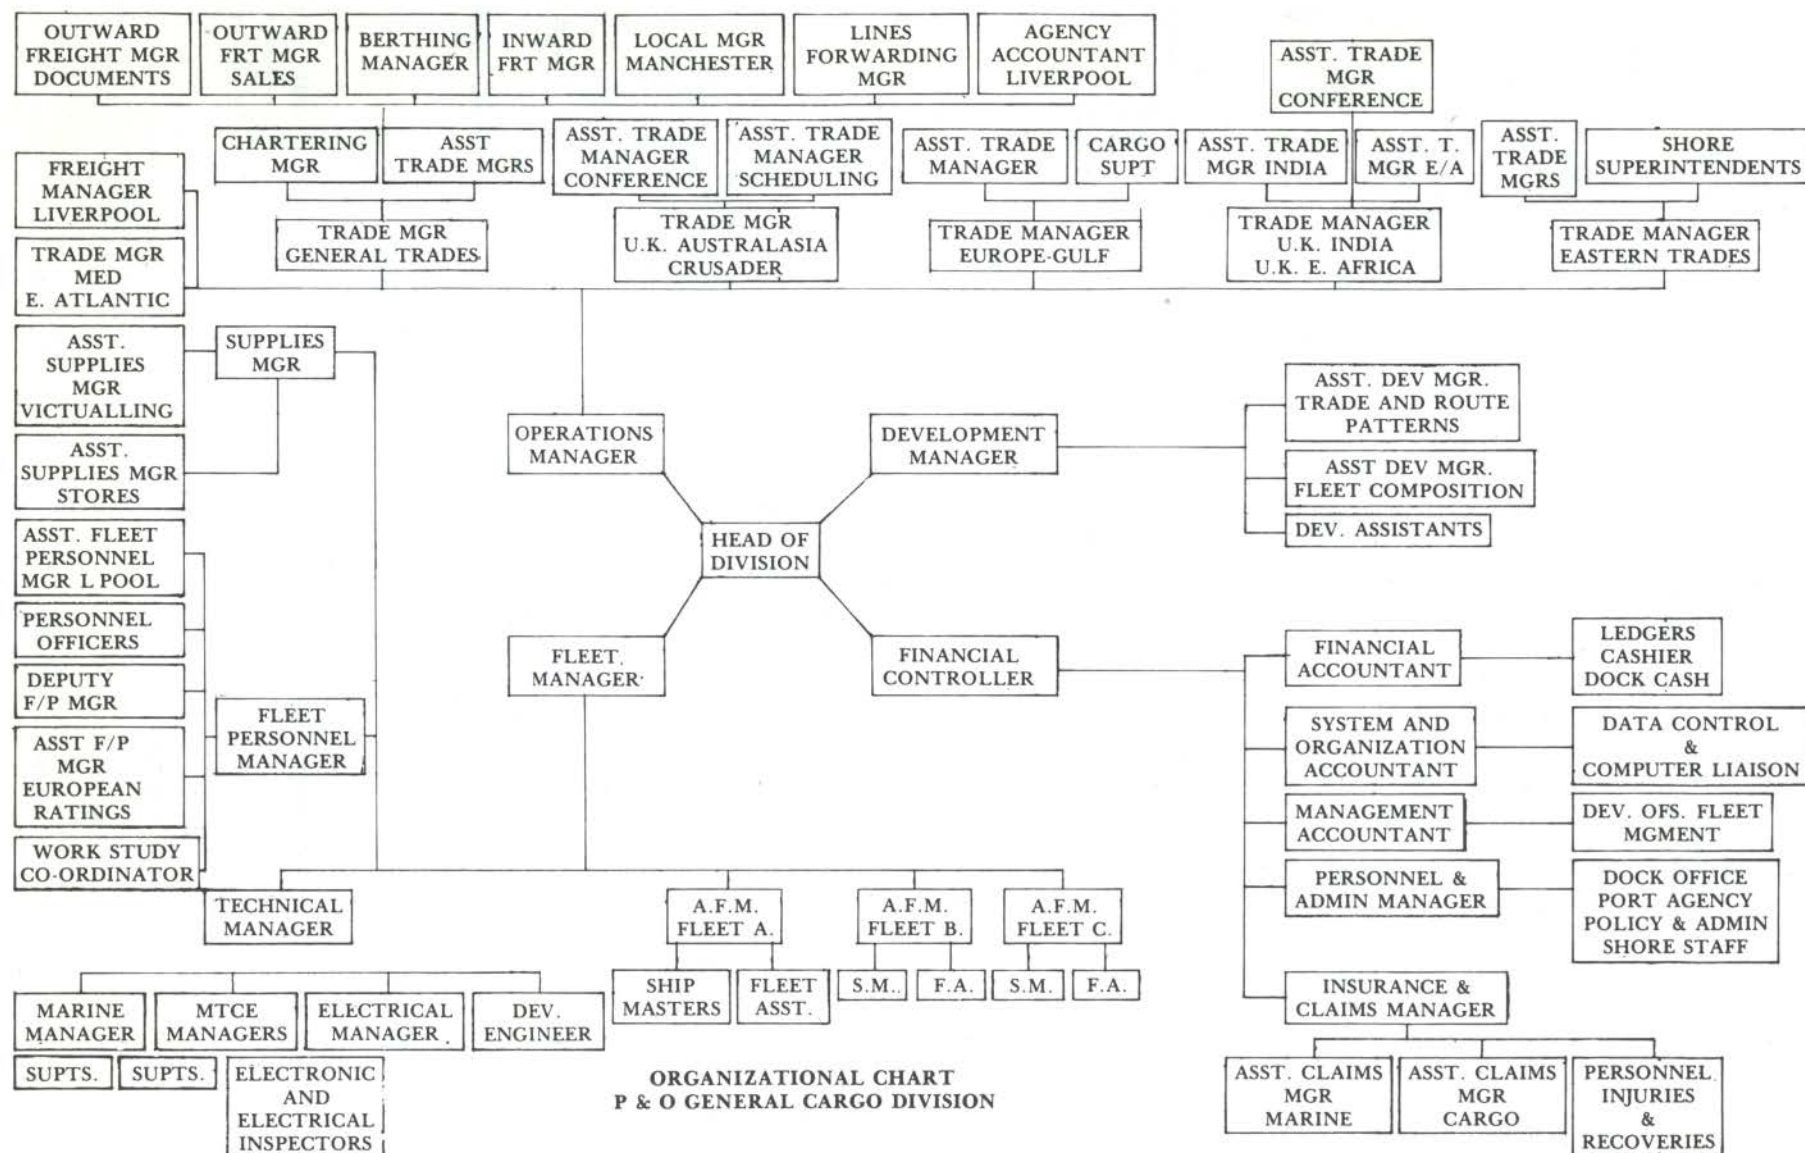 OUTWARD
FREIGHT MGR
DOCUMENTS
OUTWARD
FRT MGR
SALES
BERTHING
MANAGER
INWARD
FRT MGR
LOCAL MGR
MANCHESTER
LINES
FORWARDING
MGR
AGENCY
ACCOUNTANT
LIVERPOOL
ASST. TRADE
MGR
CONFERENCE
CHARTERING
MGR
ASST
TRADE MGRS
ASST. TRADE
MANAGER
CONFERENCE
ASST. TRADE
MANAGER
SCHEDULING
ASST. TRADE
MANAGER
CARGO
SUPT
ASST. TRADE
MGR INDIA
ASST. T.
MGR E/A
ASST.
TRADE
MGRS
SHORE
SUPERINTENDENTS
FREIGHT
MANAGER
LIVERPOOL
TRADE MGR
GENERAL TRADES
TRADE MGR
U.K. AUSTRALASIA
CRUSADER
TRADE MANAGER
EUROPE-GULF
TRADE MANAGER
U.K. INDIA
U.K. E. AFRICA
TRADE MANAGER
EASTERN TRADES
TRADE MGR
MED
E. ATLANTIC
ASST.
SUPPLIES
MGR
VICTUALLING
SUPPLIES
MGR
ASST.
SUPPLIES MGR
STORES
OPERATIONS
MANAGER
DEVELOPMENT
MANAGER
ASST. DEV MGR.
TRADE AND ROUTE
PATTERNS
ASST DEV MGR.
FLEET COMPOSITION
DEV. ASSISTANTS
HEAD OF
DIVISION
ASST. FLEET
PERSONNEL
MGR L POOL
PERSONNEL
OFFICERS
DEPUTY
F/P MGR
ASST F/P
MGR
EUROPEAN
RATINGS
WORK STUDY
CO-ORDINATOR
FLEET
PERSONNEL
MANAGER
FLEET.
MANAGER
FINANCIAL
CONTROLLER
FINANCIAL
ACCOUNTANT
LEDGERS
CASHIER
DOCK CASH
SYSTEM AND
ORGANIZATION
ACCOUNTANT
DATA CONTROL
&
COMPUTER LIAISON
MANAGEMENT
ACCOUNTANT
DEV. OFS. FLEET
MGMENT
PERSONNEL &
ADMIN MANAGER
DOCK OFFICE
PORT AGENCY
POLICY & ADMIN
SHORE STAFF
TECHNICAL
MANAGER
A.F.M.
FLEET A.
A.F.M.
FLEET B.
A.F.M.
FLEET C.
SHIP
MASTERS
FLEET
ASST.
S.M.
F.A.
S.M.
F.A.
INSURANCE &
CLAIMS MANAGER
MARINE
MANAGER
MTCE
MANAGERS
ELECTRICAL
MANAGER
DEV.
ENGINEER
SUPTS.
SUPTS.
ELECTRONIC
AND
ELECTRICAL
INSPECTORS
ASST. CLAIMS
MGR
MARINE
ASST. CLAIMS
MGR
CARGO
PERSONNEL
INJURIES
&
RECOVERIES
ORGANIZATIONAL CHART
P & O GENERAL CARGO DIVISION